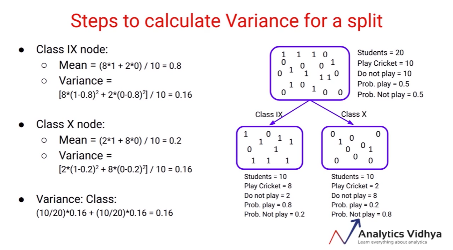 Steps to calculate Variance for a split
● Class IX node:
○ Mean = (8*1 + 2*0) / 10 = 0.8
○ Variance =
[8*(1-0.8)² + 2*(0-0.8)²] / 10 = 0.16
● Class X node:
○ Mean = (2*1 + 8*0) / 10 = 0.2
○ Variance =
[2*(1-0.2)² + 8*(0-0.2)²] / 10 = 0.16
● Variance: Class:
(10/20)*0.16 + (10/20)*0.16 = 0.16
Students = 20
Play Cricket = 10
Do not play = 10
Prob. play = 0.5
Prob. Not play = 0.5
Class IX
Class X
Students = 10
Play Cricket = 8
Do not play = 2
Prob. play = 0.8
Prob. Not play = 0.2
Students = 10
Play Cricket = 2
Do not play = 8
Prob. play = 0.2
Prob. Not play = 0.8
Analytics Vidhya
Learn everything about analytics